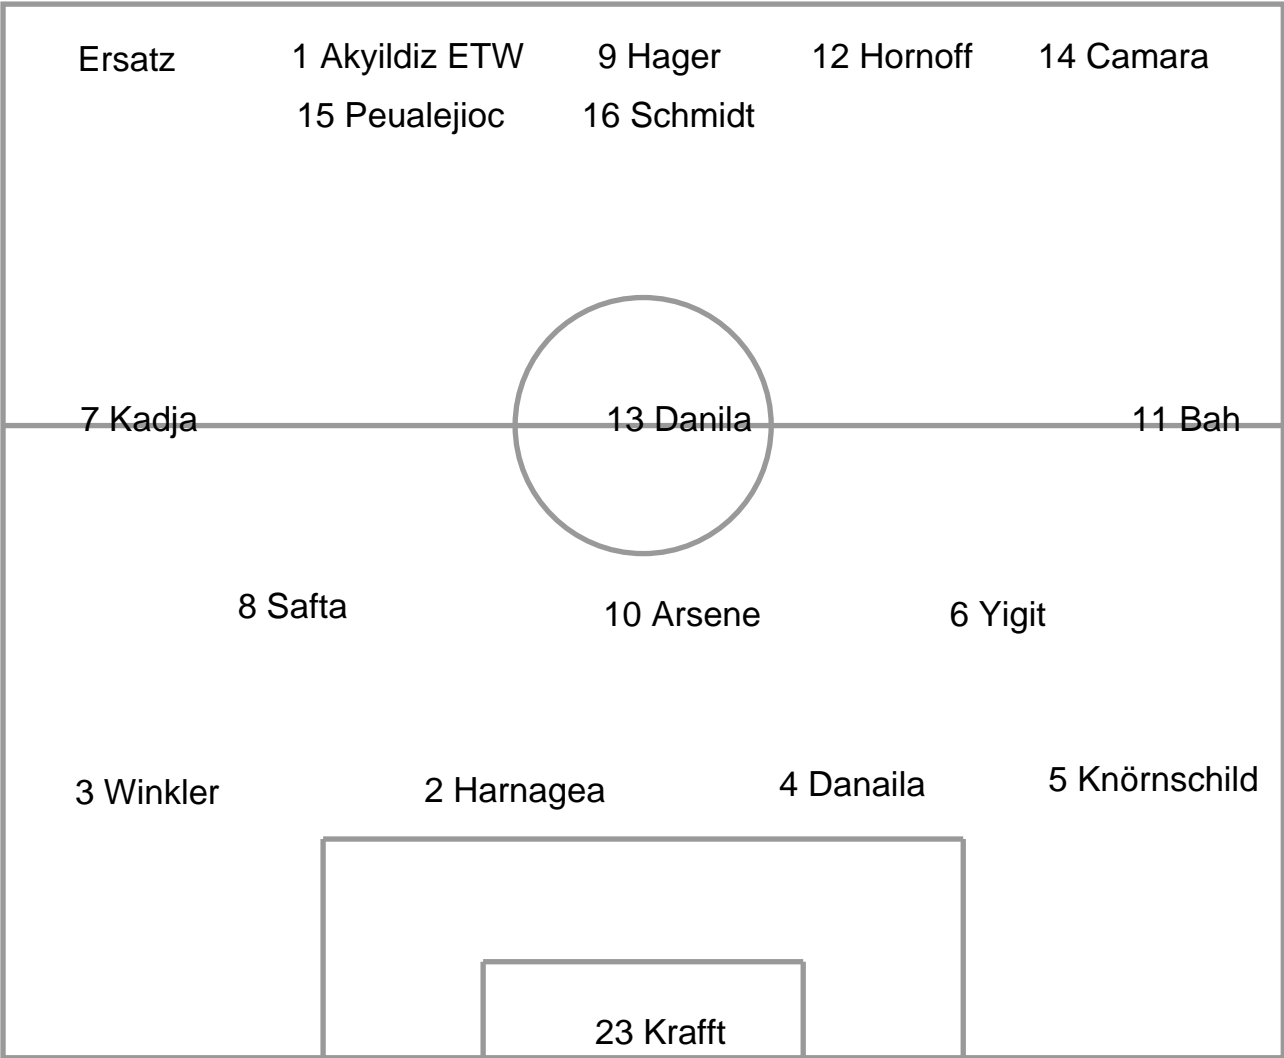 Ersatz 1 Akyildiz ETW 9 Hager 12 Hornoff 14 Camara
15 Peualejioc 16 Schmidt
7 Kadja 13 Danila 11 Bah
8 Safta 10 Arsene 6 Yigit
3 Winkler 2 Harnagea 4 Danaila 5 Knörnschild
23 Krafft